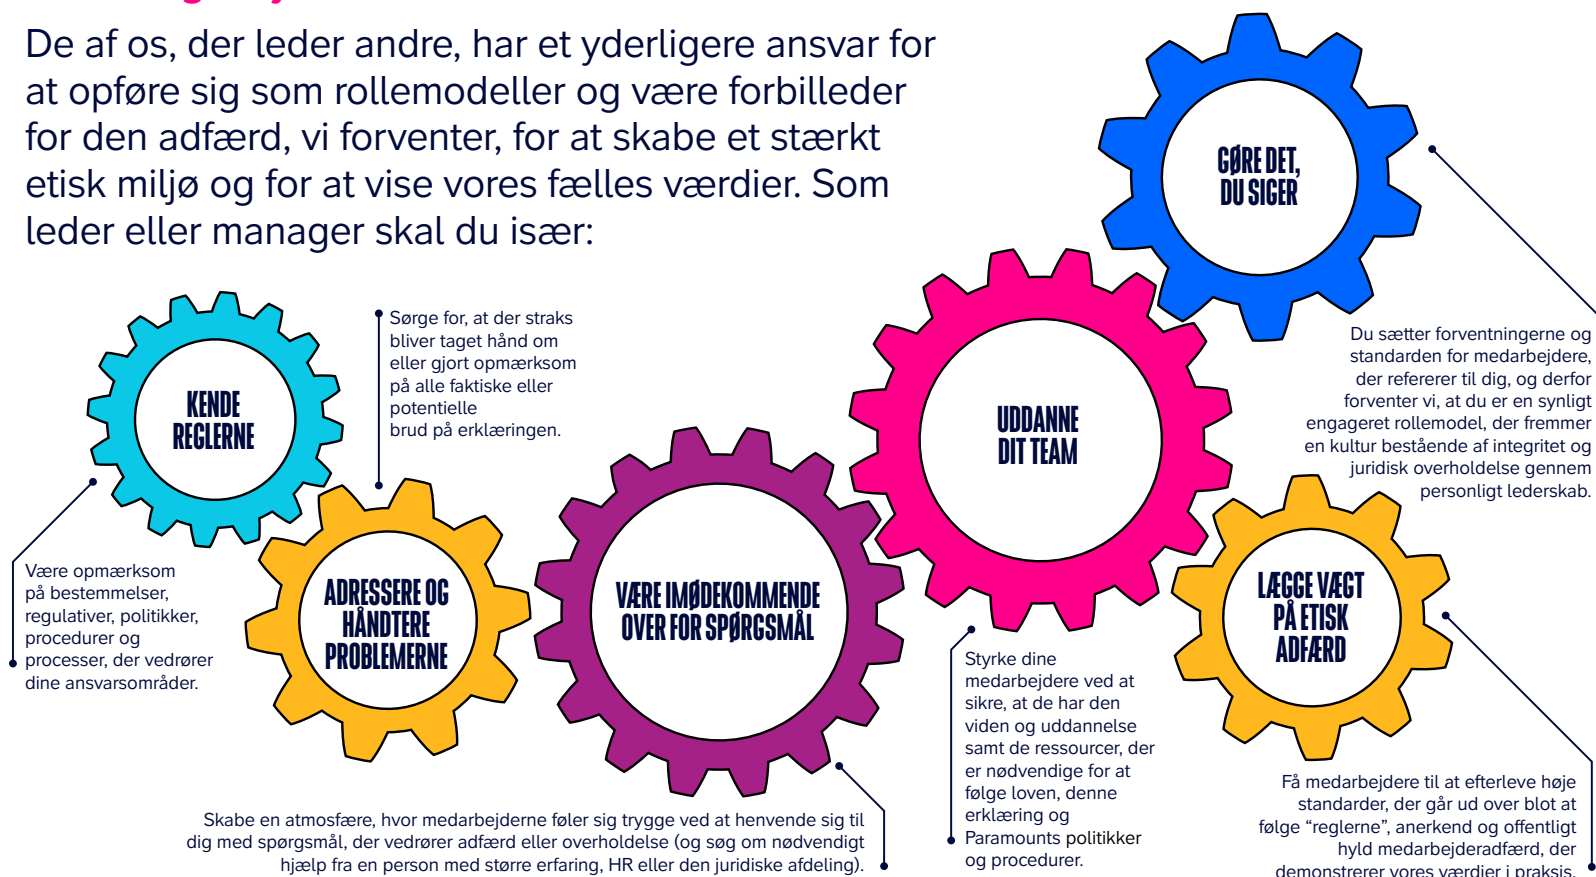 De af os, der leder andre, har et yderligere ansvar for
at opføre sig som rollemodeller og være forbilleder
for den adfærd, vi forventer, for at skabe et stærkt
etisk miljø og for at vise vores fælles værdier. Som
leder eller manager skal du især:
KENDE
REGLERNE
Være opmærksom
på bestemmelser,
regulativer, politikker,
procedurer og
processer, der vedrører
dine ansvarsområder.
Sørge for, at der straks
bliver taget hånd om
eller gjort opmærksom
på alle faktiske eller
potentielle
brud på erklæringen.
ADRESSERE OG
HÅNDTERE
PROBLEMERNE
VÆRE IMØDEKOMMENDE
OVER FOR SPØRGSMÅL
Skabe en atmosfære, hvor medarbejderne føler sig trygge ved at henvende sig til
dig med spørgsmål, der vedrører adfærd eller overholdelse (og søg om nødvendigt
hjælp fra en person med større erfaring, HR eller den juridiske afdeling).
UDDANNE
DIT TEAM
Styrke dine
medarbejdere ved at
sikre, at de har den
viden og uddannelse
samt de ressourcer, der
er nødvendige for at
følge loven, denne
erklæring og
Paramounts politikker
og procedurer.
GØRE DET,
DU SIGER
Du sætter forventningerne og
standarden for medarbejdere,
der refererer til dig, og derfor
forventer vi, at du er en synligt
engageret rollemodel, der fremmer
en kultur bestående af integritet og
juridisk overholdelse gennem
personligt lederskab.
LÆGGE VÆGT
PÅ ETISK
ADFÆRD
Få medarbejdere til at efterleve høje
standarder, der går ud over blot at
følge “reglerne”, anerkend og offentligt
hyld medarbejderadfærd, der
demonstrerer vores værdier i praksis.